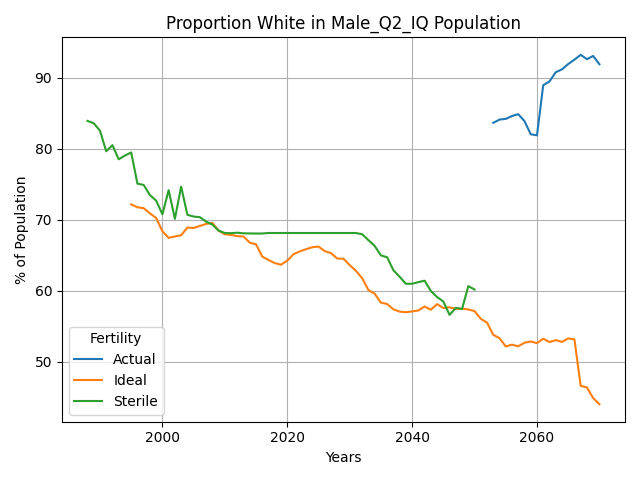 Proportion White in Male_Q2_IQ Population
% of Population
90
80
70
60
50
Fertility
Actual
Ideal
Sterile
2000
2020
2040
2060
Years